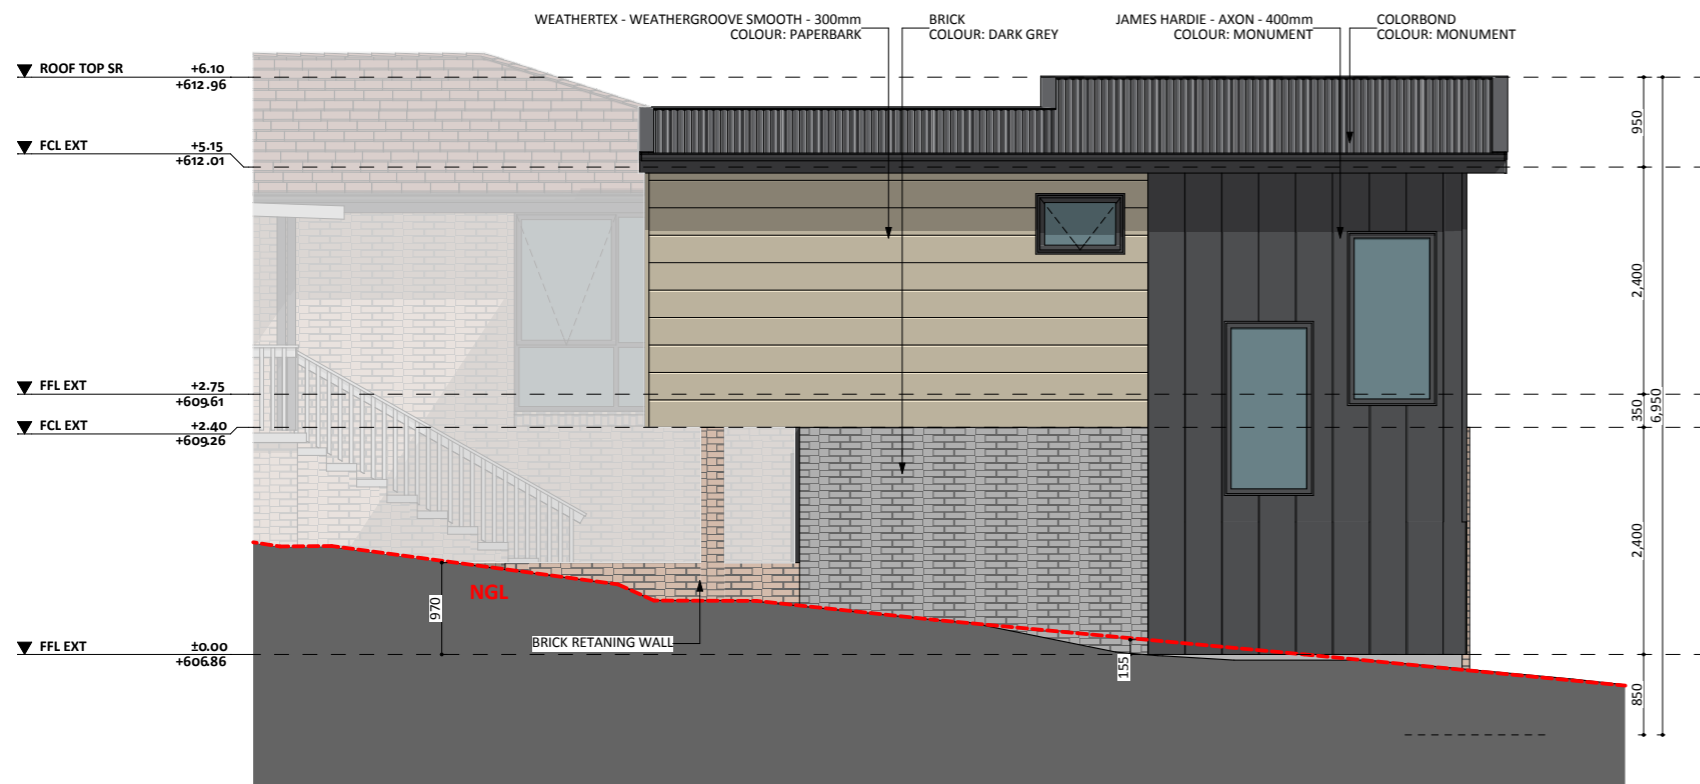 WEATHERTEX - WEATHERGROOVE SMOOTH - 300mm
COLOUR: PAPERBARK
BRICK
COLOUR: DARK GREY
JAMES HARDIE - AXON - 400mm
COLOUR: MONUMENT
COLORBOND
COLOUR: MONUMENT
ROOF TOP SR +6.10
+612.96
FCL EXT +5.15
+612.01
FFL EXT +2.75
+609.61
FCL EXT +2.40
+609.26
FFL EXT ±0.00
+606.86
950
2,400
350
6,950
2,400
850
970
NGL
BRICK RETANING WALL
155